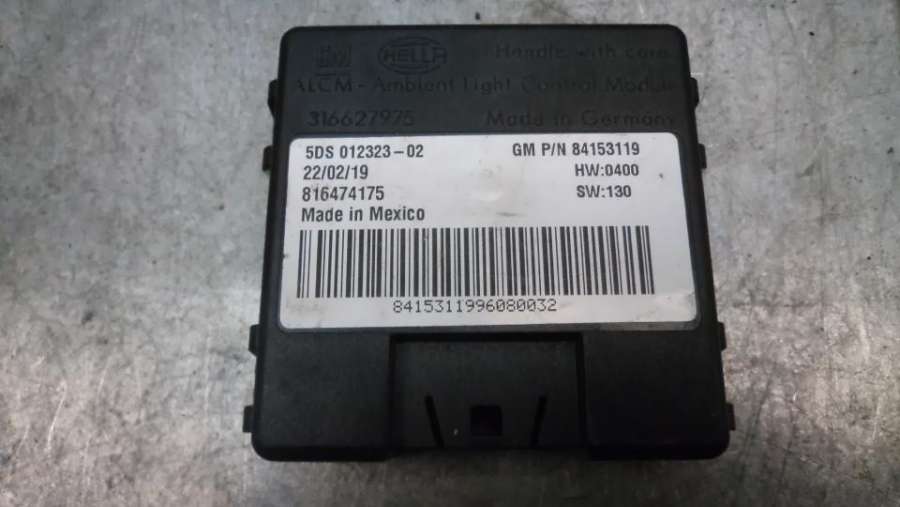 GM HELLA Handle with care
ALCM - Ambient Light Control Module
316627975 Made in Germany
5DS 012323-02 GM P/N 84153119
22/02/19 HW:0400
816474175 SW:130
Made in Mexico
8415311996080032